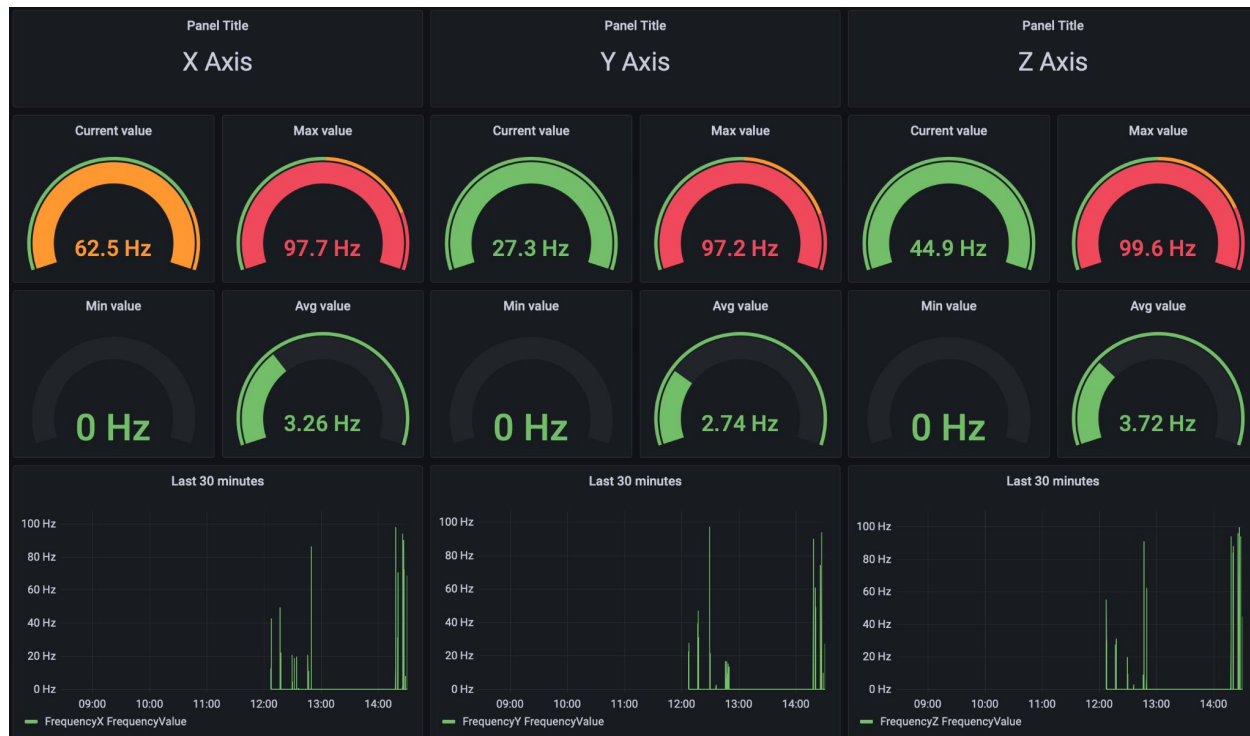 Panel Title
X Axis
Panel Title
Y Axis
Panel Title
Z Axis
Current value
62.5 Hz
Max value
97.7 Hz
Current value
27.3 Hz
Max value
97.2 Hz
Current value
44.9 Hz
Max value
99.6 Hz
Min value
0 Hz
Avg value
3.26 Hz
Min value
0 Hz
Avg value
2.74 Hz
Min value
0 Hz
Avg value
3.72 Hz
Last 30 minutes
100 Hz
80 Hz
60 Hz
40 Hz
20 Hz
0 Hz
09:00 10:00 11:00 12:00 13:00 14:00
FrequencyX FrequencyValue
Last 30 minutes
100 Hz
80 Hz
60 Hz
40 Hz
20 Hz
0 Hz
09:00 10:00 11:00 12:00 13:00 14:00
FrequencyY FrequencyValue
Last 30 minutes
100 Hz
80 Hz
60 Hz
40 Hz
20 Hz
0 Hz
09:00 10:00 11:00 12:00 13:00 14:00
FrequencyZ FrequencyValue